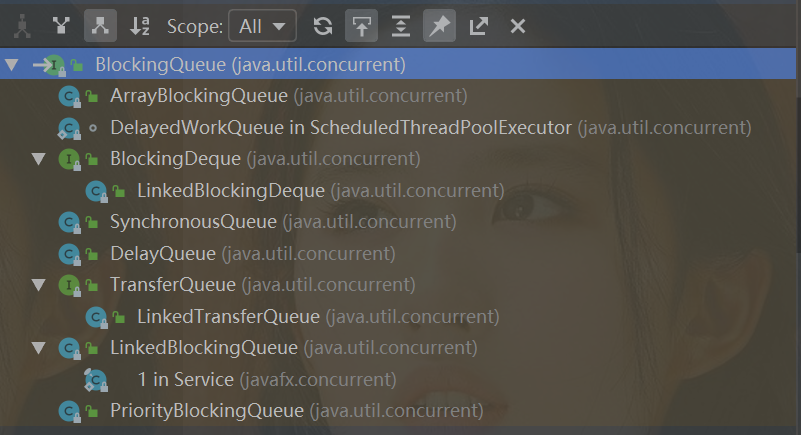 Scope: All
BlockingQueue (java.util.concurrent)
ArrayBlockingQueue (java.util.concurrent)
DelayedWorkQueue in ScheduledThreadPoolExecutor (java.util.concurrent)
BlockingDeque (java.util.concurrent)
LinkedBlockingDeque (java.util.concurrent)
SynchronousQueue (java.util.concurrent)
DelayQueue (java.util.concurrent)
TransferQueue (java.util.concurrent)
LinkedTransferQueue (java.util.concurrent)
LinkedBlockingQueue (java.util.concurrent)
1 in Service (javafx.concurrent)
PriorityBlockingQueue (java.util.concurrent)